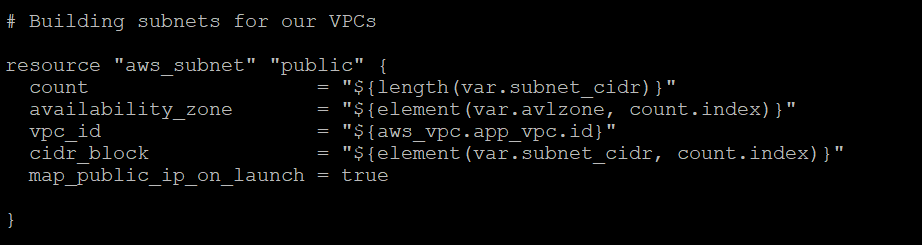 # Building subnets for our VPCs
resource "aws_subnet" "public" {
  count                   = "${length(var.subnet_cidr)}"
  availability_zone       = "${element(var.avlzone, count.index)}"
  vpc_id                  = "${aws_vpc.app_vpc.id}"
  cidr_block              = "${element(var.subnet_cidr, count.index)}"
  map_public_ip_on_launch = true
}